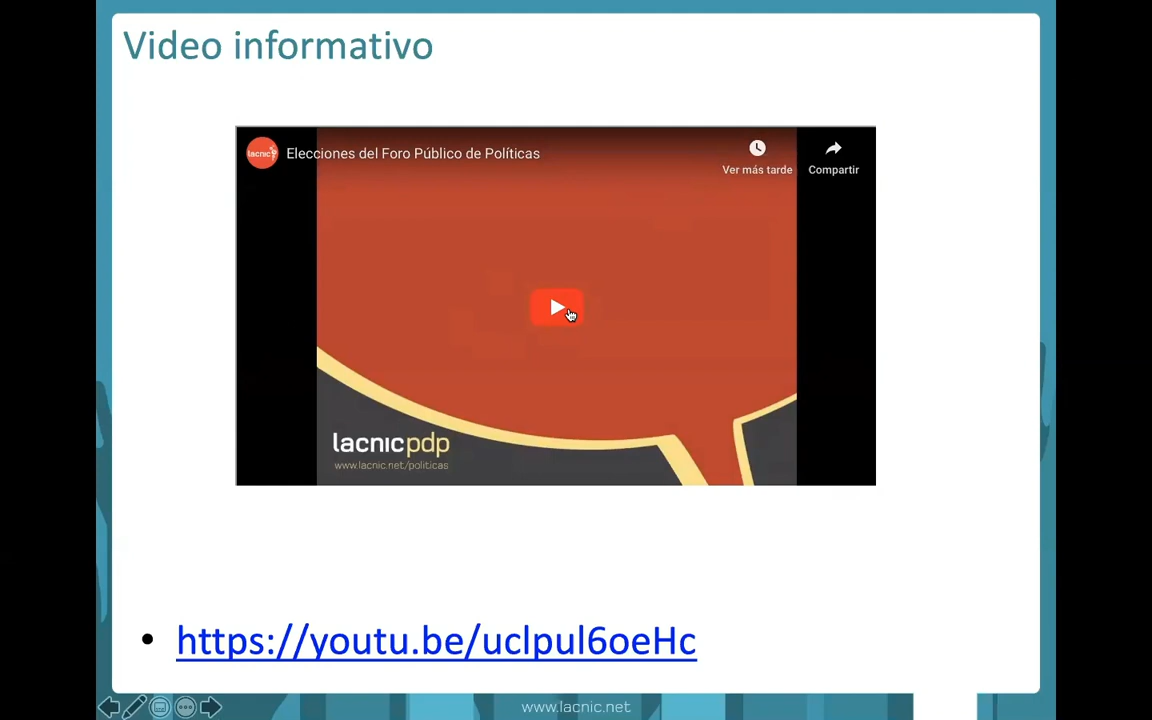 Video informativo
lacnic
Elecciones del Foro Público de Políticas
Ver más tarde
Compartir
lacnicpdp
www.lacnic.net/politicas
• https://youtu.be/uclpul6oeHc
www.lacnic.net